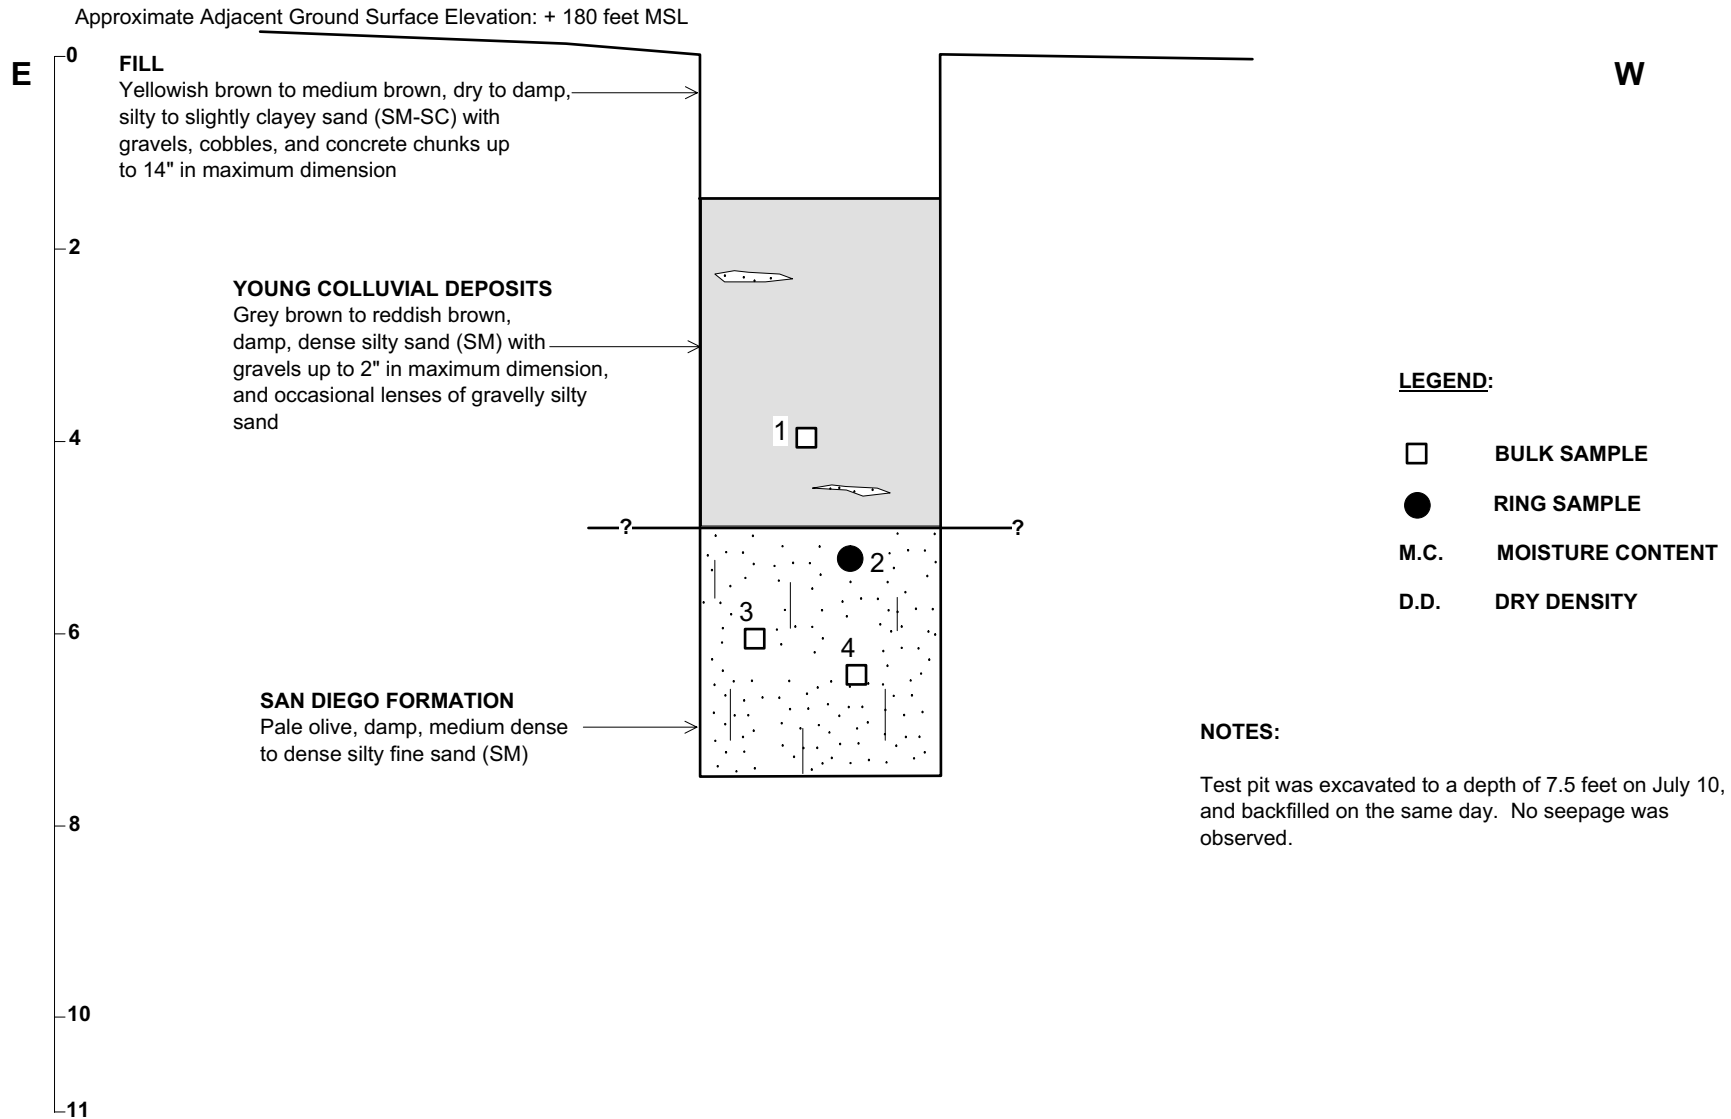 Approximate Adjacent Ground Surface Elevation: + 180 feet MSL
E
W
0
2
4
6
8
10
11
FILL
Yellowish brown to medium brown, dry to damp,
silty to slightly clayey sand (SM-SC) with
gravels, cobbles, and concrete chunks up
to 14" in maximum dimension
YOUNG COLLUVIAL DEPOSITS
Grey brown to reddish brown,
damp, dense silty sand (SM) with
gravels up to 2" in maximum dimension,
and occasional lenses of gravelly silty
sand
1
? ?
2
3
4
SAN DIEGO FORMATION
Pale olive, damp, medium dense
to dense silty fine sand (SM)
LEGEND:
BULK SAMPLE
RING SAMPLE
M.C. MOISTURE CONTENT
D.D. DRY DENSITY
NOTES:
Test pit was excavated to a depth of 7.5 feet on July 10,
and backfilled on the same day. No seepage was
observed.